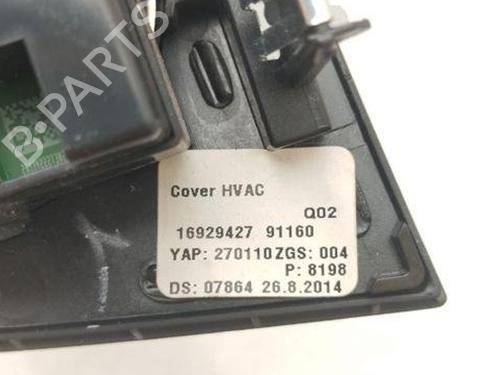 B-PARTS
Cover HVAC
Q02
16929427 91160
YAP: 270110 ZGS: 004
P: 8198
DS: 07864 26.8.2014